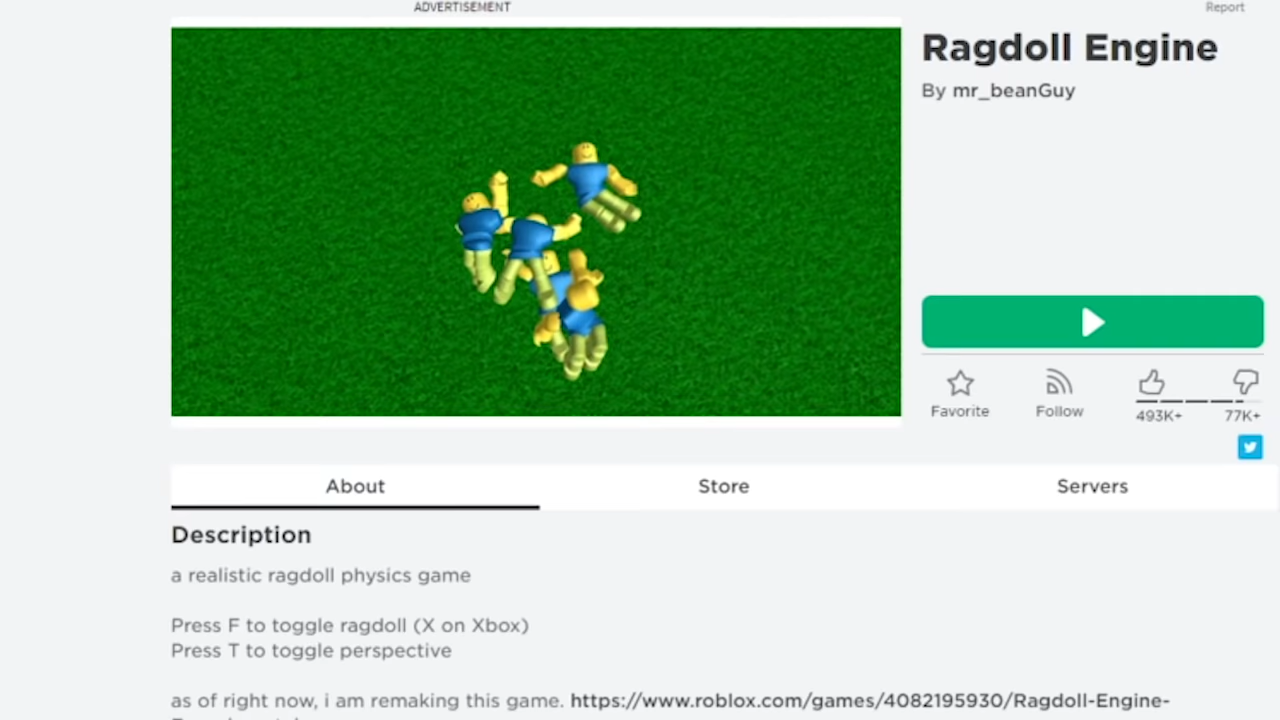 ADVERTISEMENT
Report
Ragdoll Engine
By mr_beanGuy
Favorite
Follow
493K+
77K+
About
Store
Servers
Description
a realistic ragdoll physics game
Press F to toggle ragdoll (X on Xbox)
Press T to toggle perspective
as of right now, i am remaking this game. https://www.roblox.com/games/4082195930/Ragdoll-Engine-